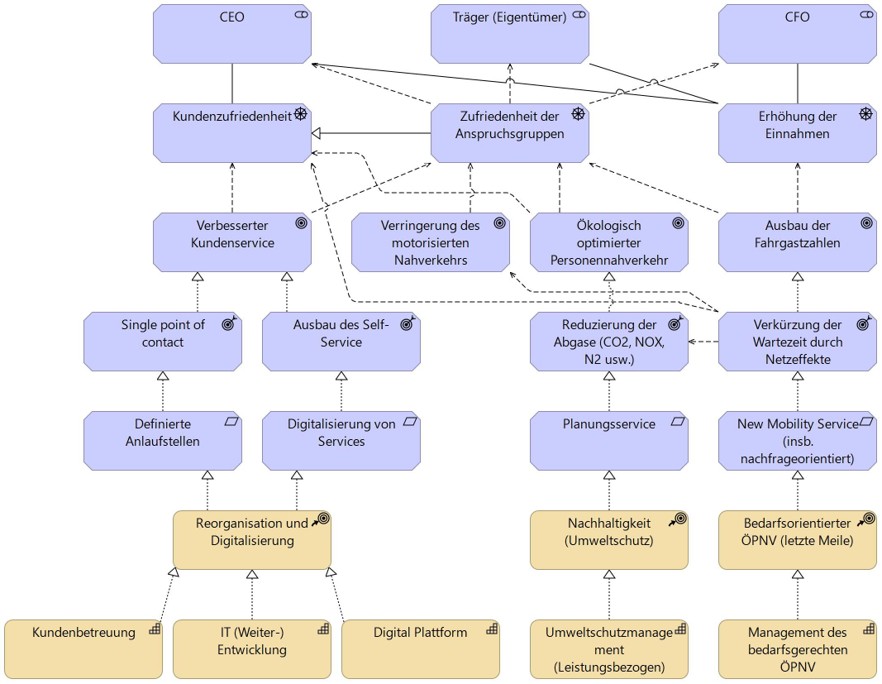 CEO
Träger (Eigentümer)
CFO
Kundenzufriedenheit
Zufriedenheit der
Anspruchsgruppen
Erhöhung der
Einnahmen
Verbesserter
Kundenservice
Verringerung des
motorisierten
Nahverkehrs
Ökologisch
optimierter
Personennahverkehr
Ausbau der
Fahrgastzahlen
Single point of
contact
Ausbau des Self-
Service
Reduzierung der
Abgase (CO2, NOX,
N2 usw.)
Verkürzung der
Wartezeit durch
Netzeffekte
Definierte
Anlaufstellen
Digitalisierung von
Services
Planungsservice
New Mobility Service
(insb.
nachfrageorientiert)
Reorganisation und
Digitalisierung
Nachhaltigkeit
(Umweltschutz)
Bedarfsorientierter
ÖPNV (letzte Meile)
Kundenbetreuung
IT (Weiter-)
Entwicklung
Digital Plattform
Umweltschutzmanage
ment
(Leistungsbezogen)
Management des
bedarfsgerechten
ÖPNV